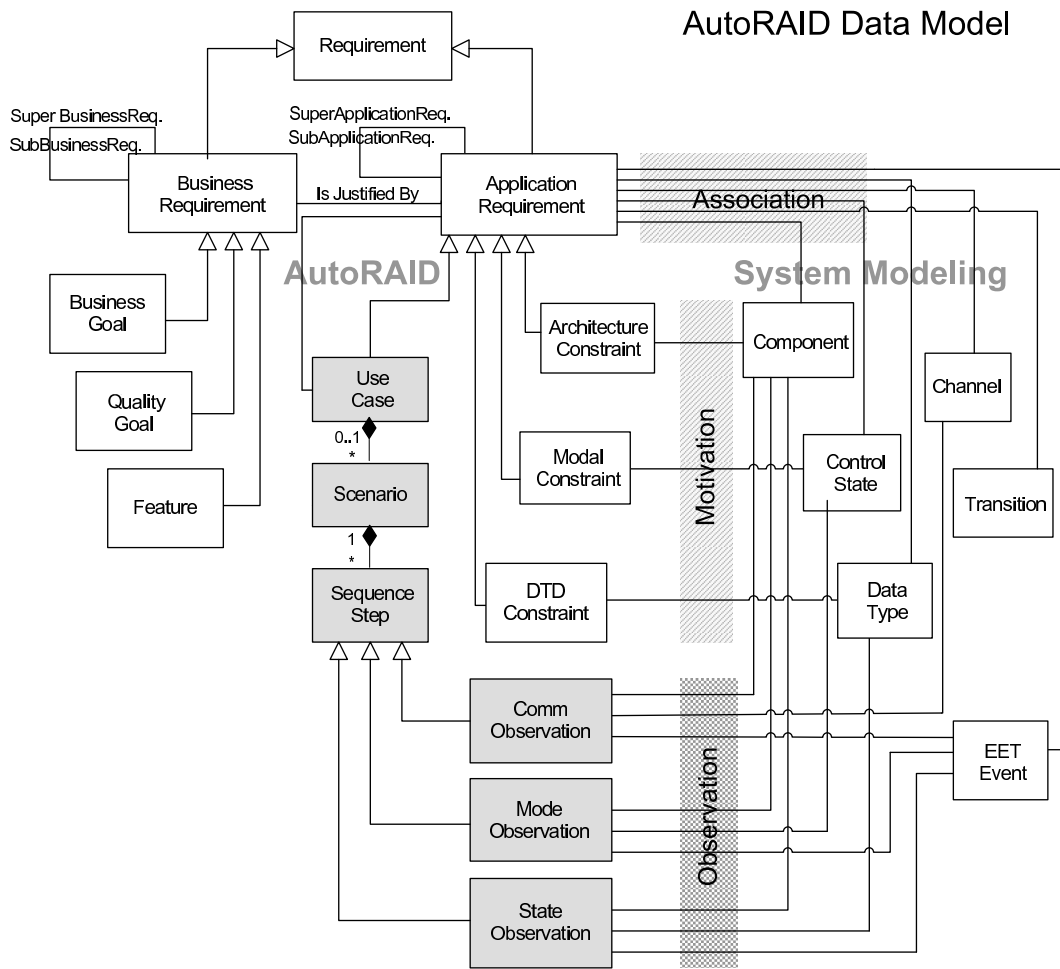 AutoRAID Data Model
Requirement
Super BusinessReq.
SubBusinessReq.
SuperApplicationReq.
SubApplicationReq.
Business
Requirement
Is Justified By
Application
Requirement
Association
AutoRAID
System Modeling
Business
Goal
Architecture
Constraint
Component
Use
Case
Channel
Quality
Goal
0..1
*
Motivation
Modal
Constraint
Control
State
Scenario
Feature
Transition
1
*
Sequence
Step
DTD
Constraint
Data
Type
Comm
Observation
EET
Event
Observation
Mode
Observation
State
Observation